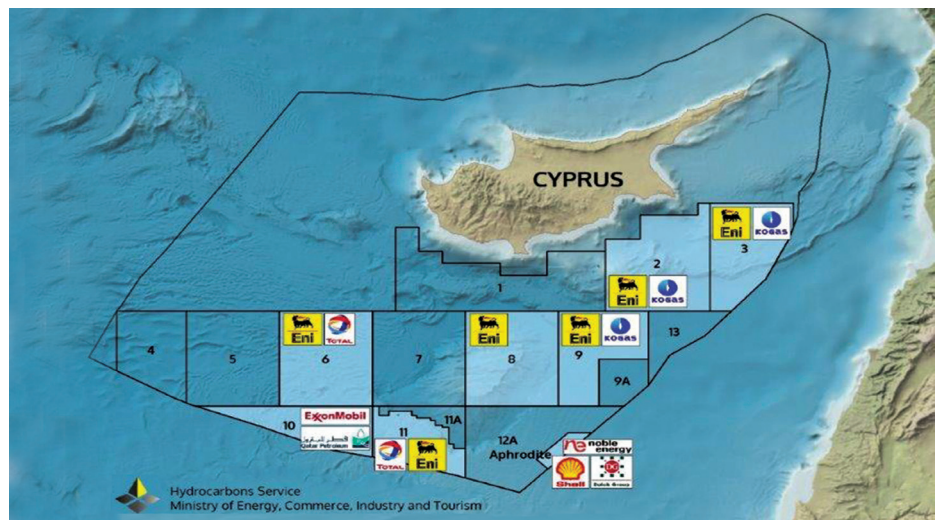 CYPRUS
Eni
KOGAS
3
2
Eni
KOGAS
1
Eni
TOTAL
Eni
Eni
KOGAS
13
4
5
6
7
8
9
9A
ExxonMobil
10
Qatar Petroleum
11
11A
TOTAL
Eni
12A
Aphrodite
ne noble
energy
Shell
Delek Group
Hydrocarbons Service
Ministry of Energy, Commerce, Industry and Tourism